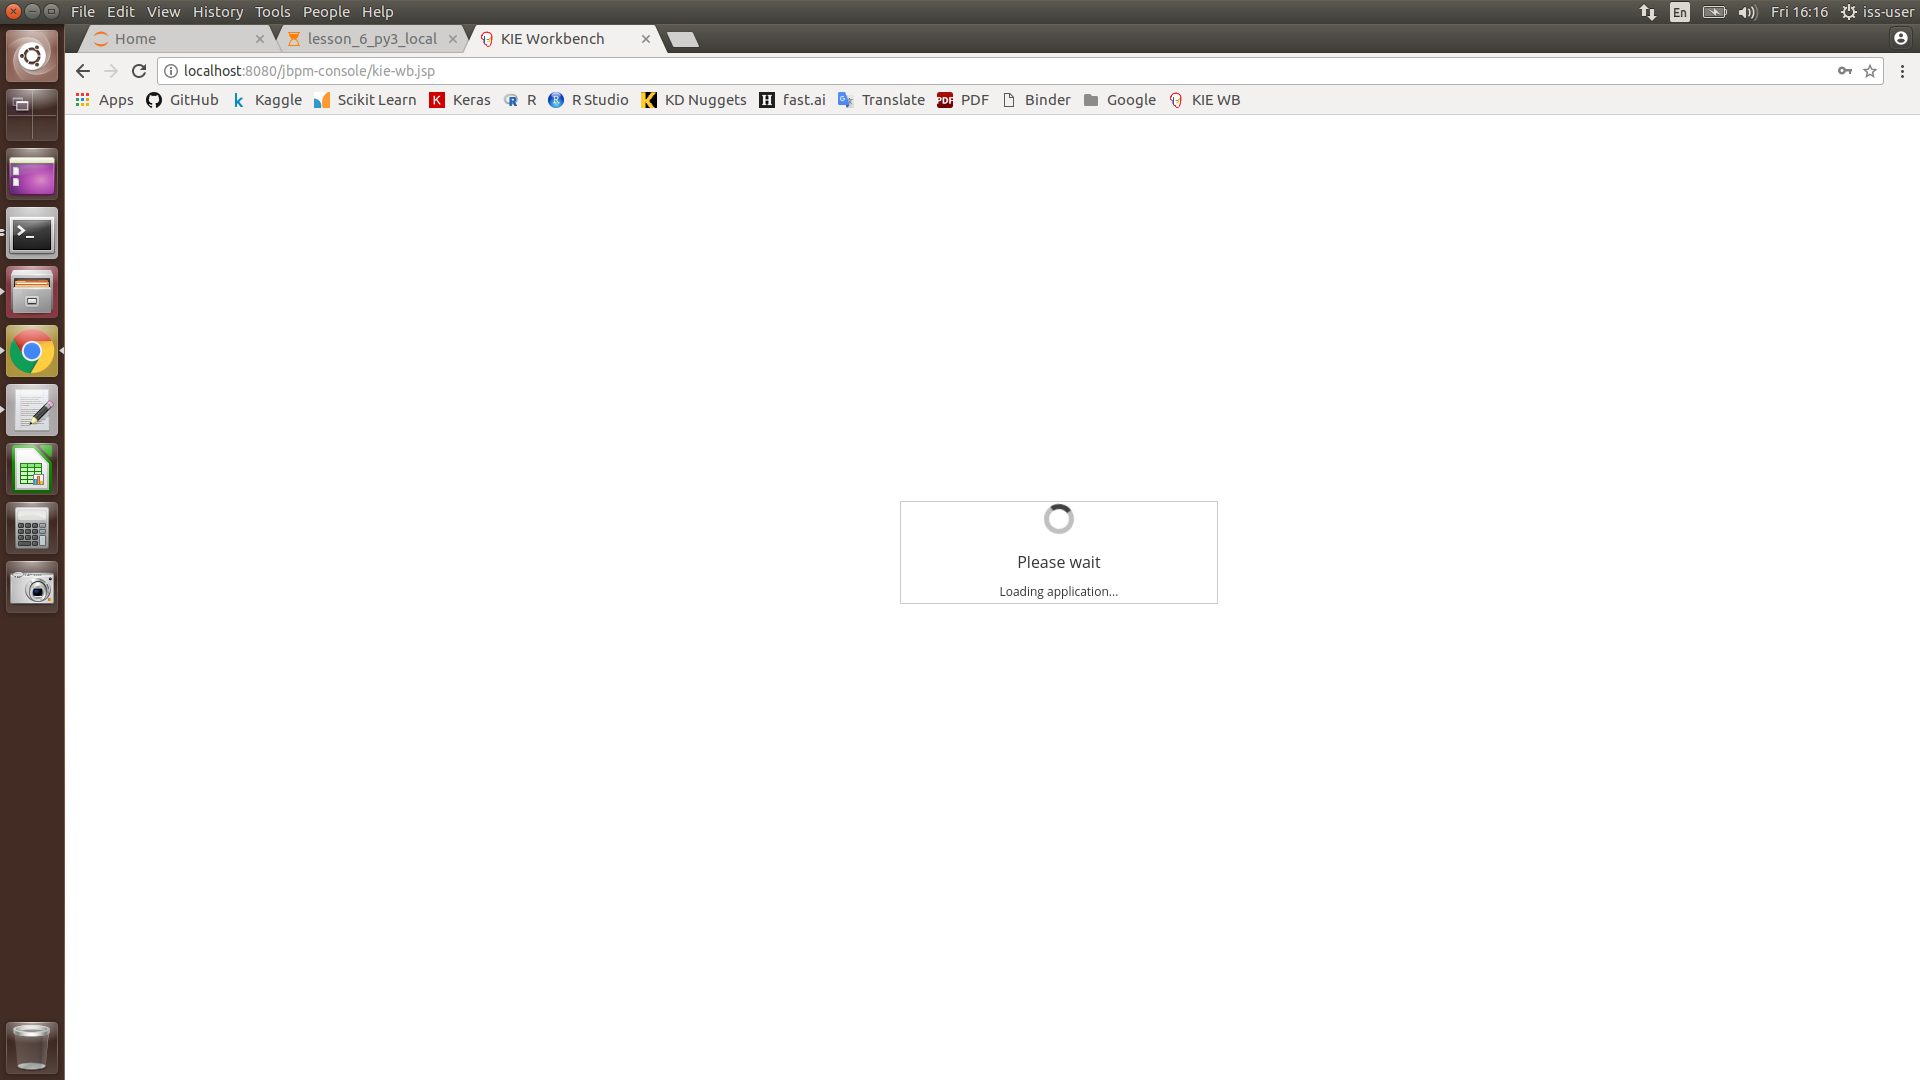 File Edit View History Tools People Help
En Fri 16:16 iss-user
Home lesson_6_py3_local KIE Workbench
localhost:8080/jbpm-console/kie-wb.jsp
Apps GitHub k Kaggle Scikit Learn K Keras R R R R Studio K KD Nuggets H fast.ai G Translate PDF PDF Binder Google KIE WB
>_
Please wait
Loading application...